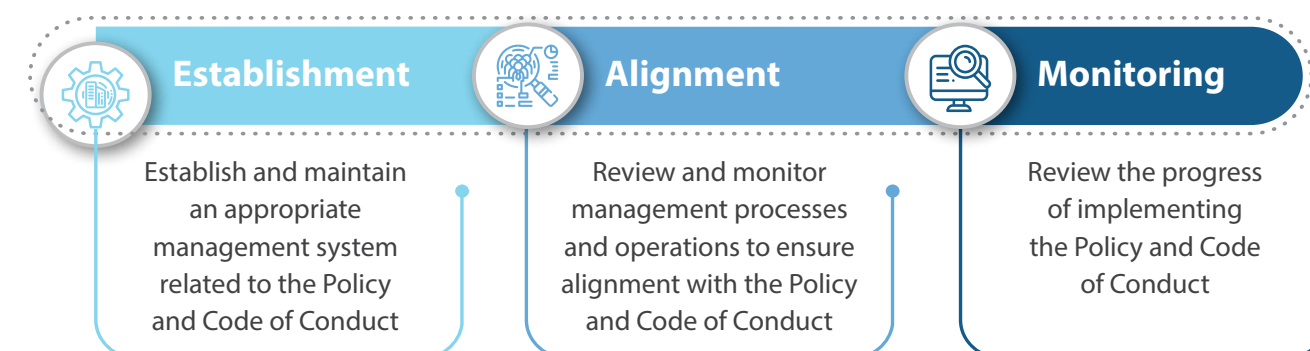 Establishment
Establish and maintain
an appropriate
management system
related to the Policy
and Code of Conduct
Alignment
Review and monitor
management processes
and operations to ensure
alignment with the Policy
and Code of Conduct
Monitoring
Review the progress
of implementing
the Policy and Code
of Conduct